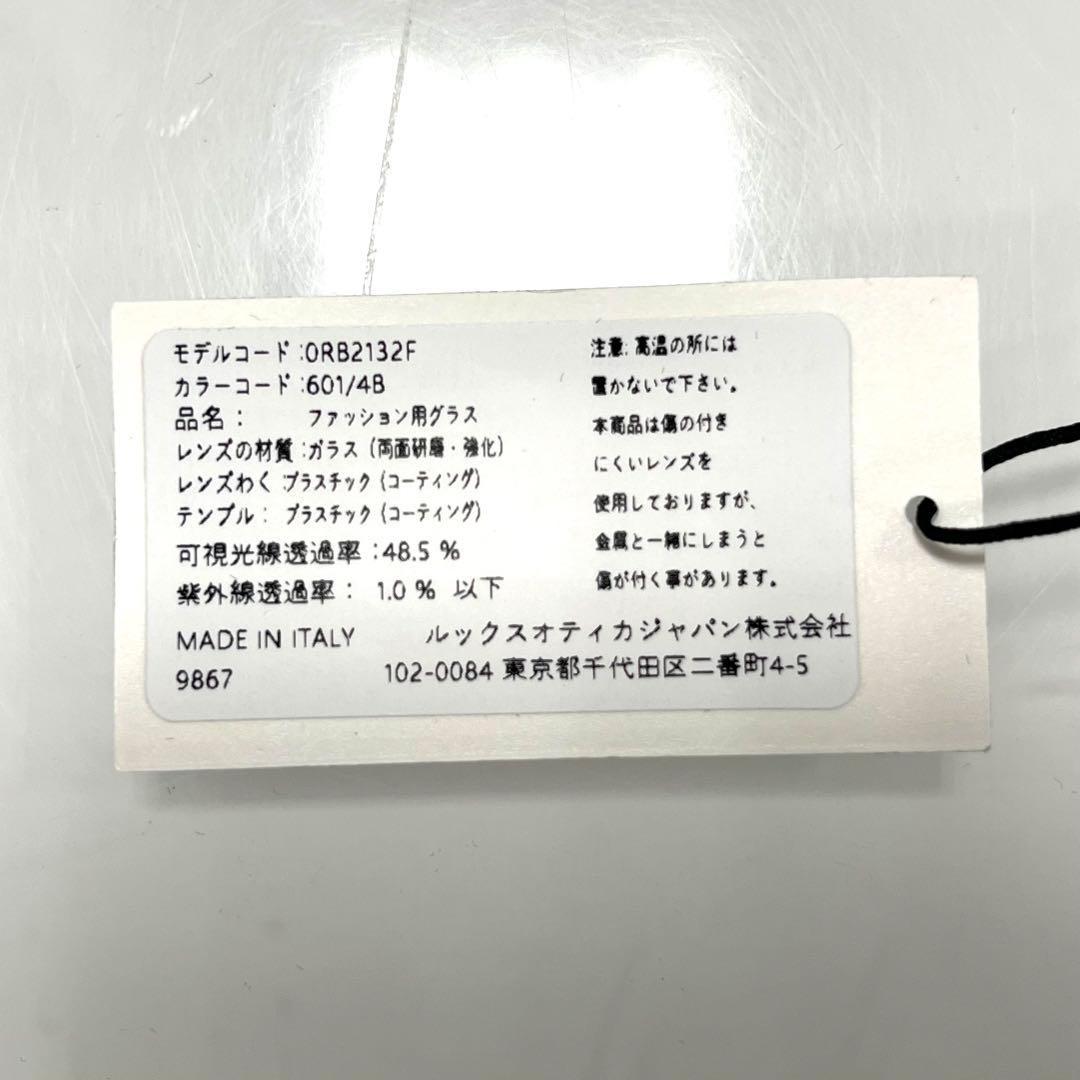 モデルコード :0RB2132F
カラーコード :601/4B
品名： ファッション用グラス
レンズの材質 :ガラス (両面研磨・強化)
レンズわく :プラスチック (コーティング)
テンプル： プラスチック (コーティング)
可視光線透過率 :48.5 %
紫外線透過率： 1.0 % 以下
MADE IN ITALY
9867
注意: 高温の所には
置かないで下さい。
本商品は傷の付き
にくいレンズを
使用しておりますが、
金属と一緒にしまうと
傷が付く事があります。
ルックスオティカジャパン株式会社
102-0084 東京都千代田区二番町4-5